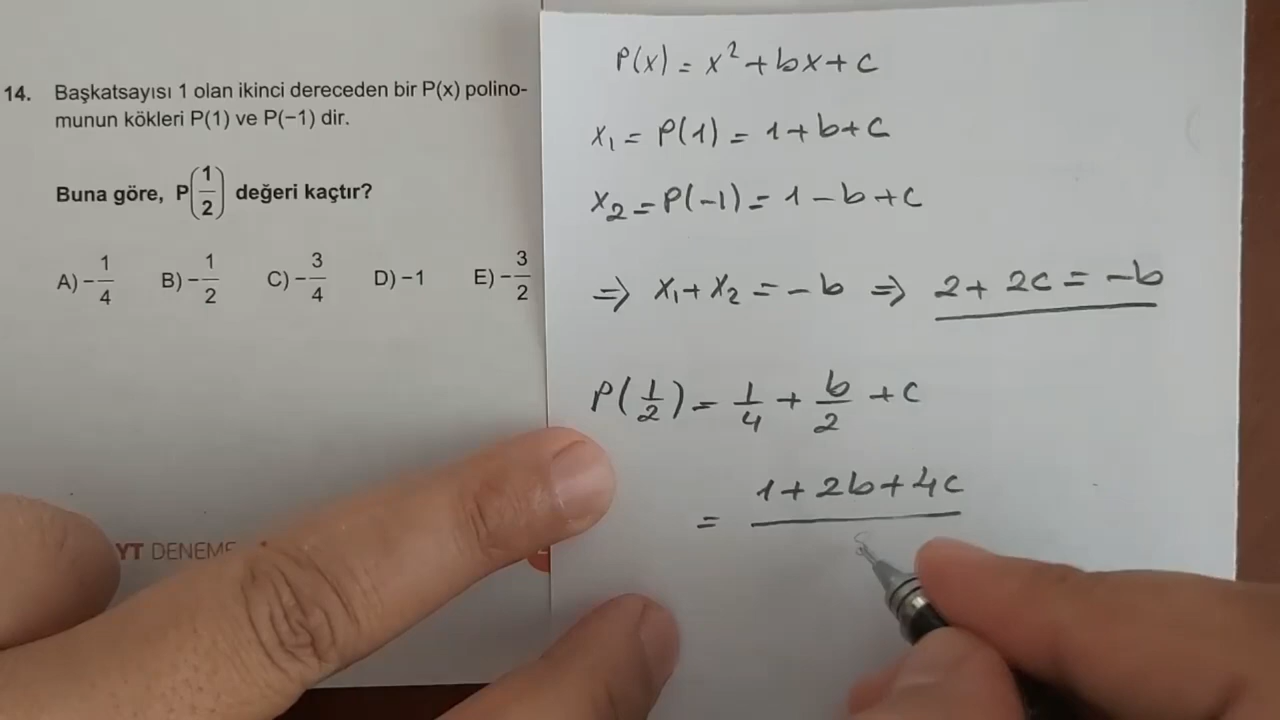 14. Başkatsayısı 1 olan ikinci dereceden bir P(x) polino-
munun kökleri P(1) ve P(−1) dir.
Buna göre, P(1/2) değeri kaçtır?
A) −1/4 B) −1/2 C) −3/4 D) −1 E) −3/2
YT DENEME
P(x) = x² + bx + c
x₁ = P(1) = 1 + b + c
x₂ = P(−1) = 1 − b + c
⇒ x₁ + x₂ = −b ⇒ 2 + 2c = −b
P(1/2) = 1/4 + b/2 + c
= 1 + 2b + 4c